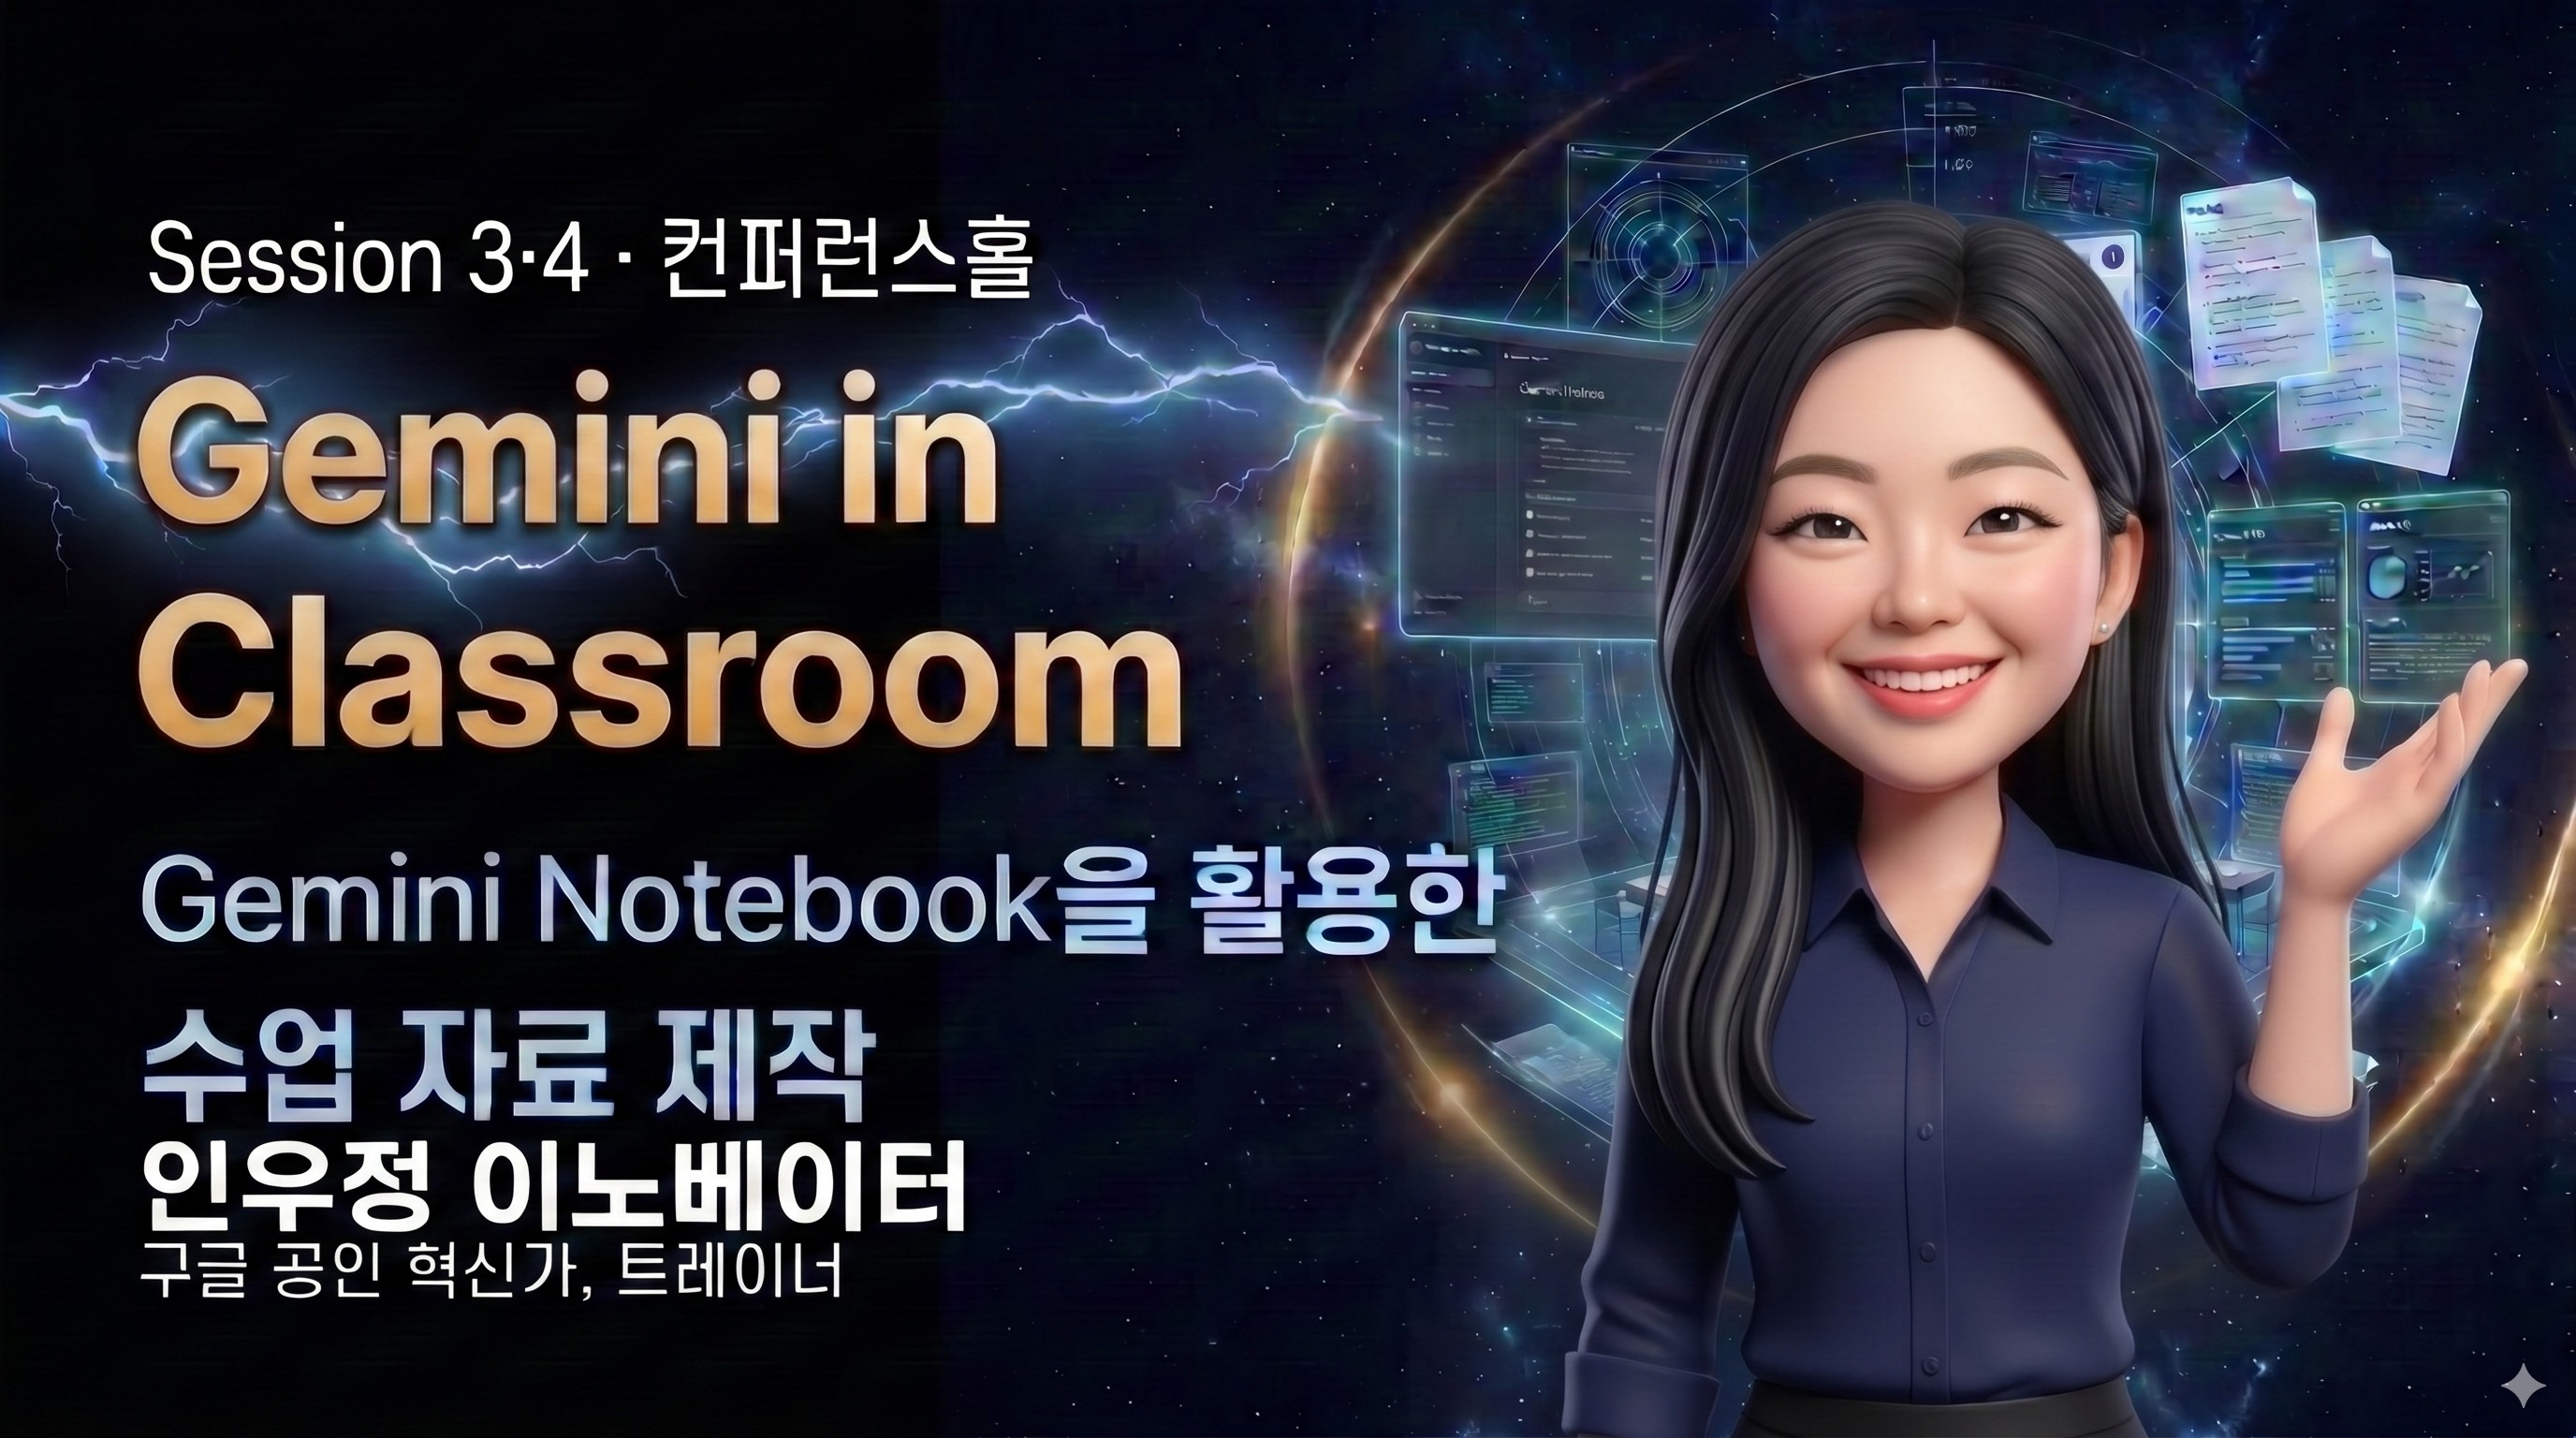 Session 3·4 · 컨퍼런스홀
Gemini in
Classroom
Gemini Notebook을 활용한
수업 자료 제작
인우정 이노베이터
구글 공인 혁신가, 트레이너